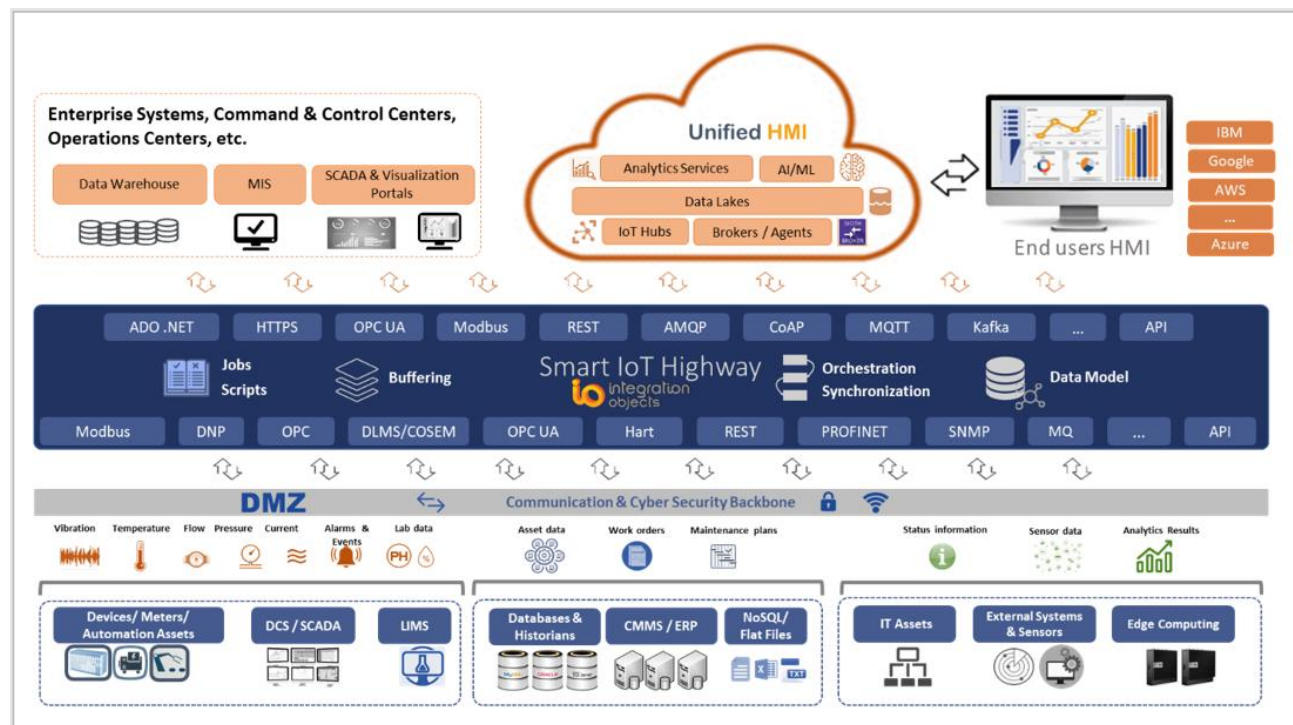 Enterprise Systems, Command & Control Centers,
Operations Centers, etc.
Data Warehouse
MIS
SCADA & Visualization
Portals
Unified HMI
Analytics Services
AI/ML
Data Lakes
IoT Hubs
Brokers / Agents
BROKER
End users HMI
IBM
Google
AWS
...
Azure
ADO .NET
HTTPS
OPC UA
Modbus
REST
AMQP
CoAP
MQTT
Kafka
...
API
Jobs
Scripts
Buffering
Smart IoT Highway
io integration
objects
Orchestration
Synchronization
Data Model
Modbus
DNP
OPC
DLMS/COSEM
OPC UA
Hart
REST
PROFINET
SNMP
MQ
...
API
DMZ
Communication & Cyber Security Backbone
Vibration
Temperature
Flow
Pressure
Current
Alarms &
Events
Lab data
PH
Asset data
Work orders
Maintenance plans
Status information
Sensor data
Analytics Results
Devices/ Meters/
Automation Assets
DCS / SCADA
LIMS
Databases &
Historians
CMMS / ERP
NoSQL/
Flat Files
MySQL
ORACLE
TXT
IT Assets
External Systems
& Sensors
Edge Computing